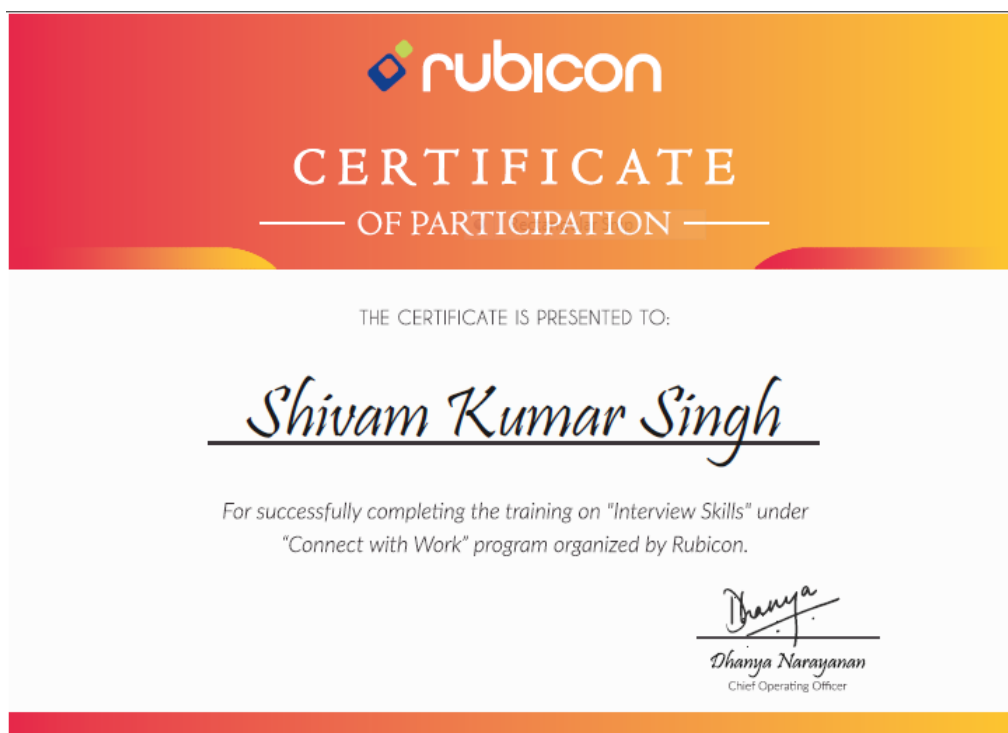 rubicon
CERTIFICATE
OF PARTICIPATION
THE CERTIFICATE IS PRESENTED TO:
Shivam Kumar Singh
For successfully completing the training on "Interview Skills" under
“Connect with Work” program organized by Rubicon.
Dhanya
Dhanya Narayanan
Chief Operating Officer